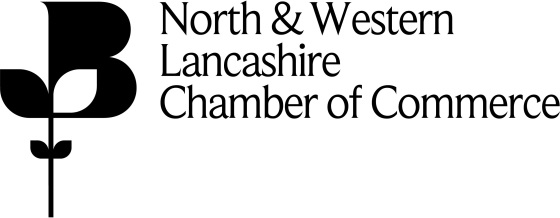 North & Western
Lancashire
Chamber of Commerce